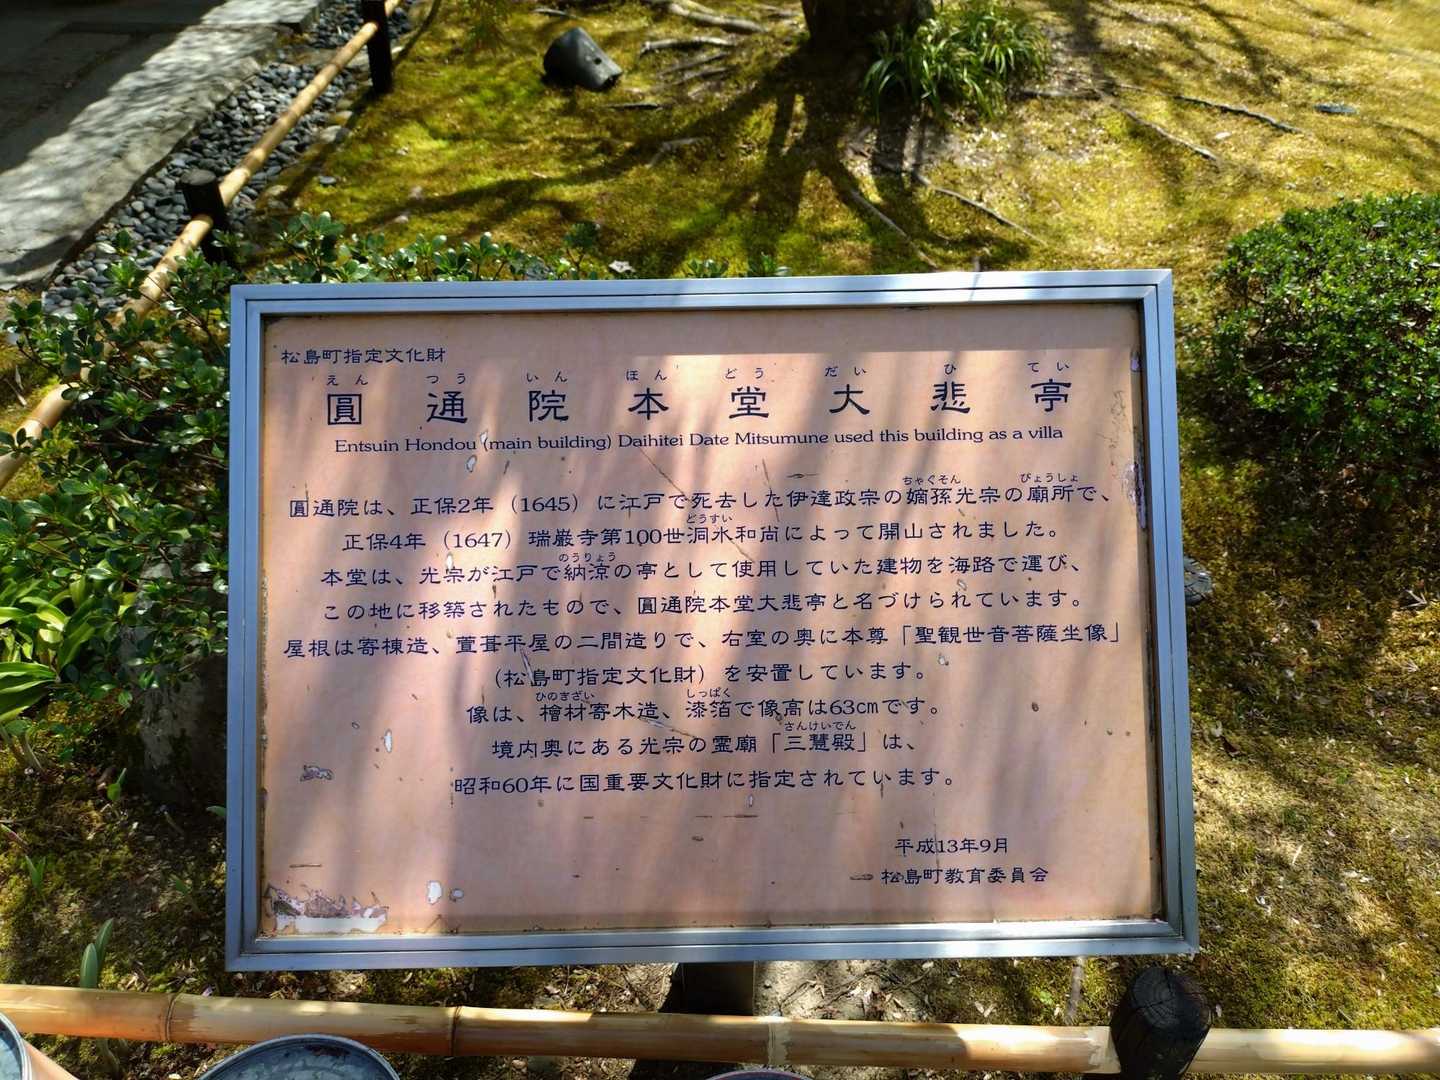 松島町指定文化財
えん つう いん ほん どう だい ひ てい
圓通院本堂大悲亭
Entsuin Hondou (main building) Daihitei Date Mitsumune used this building as a villa
ちゃくそん びょうしょ
圓通院は、正保2年（1645）に江戸で死去した伊達政宗の嫡孫光宗の廟所で、
どうすい
正保4年（1647）瑞巌寺第100世洞水和尚によって開山されました。
のうりょう
本堂は、光宗が江戸で納涼の亭として使用していた建物を海路で運び、
この地に移築されたもので、圓通院本堂大悲亭と名づけられています。
屋根は寄棟造、萱葺平屋の二間造りで、右室の奥に本尊「聖観世音菩薩坐像」
（松島町指定文化財）を安置しています。
ひのきざい しっぱく
像は、檜材寄木造、漆箔で像高は63cmです。
さんけいでん
境内奥にある光宗の霊廟「三慧殿」は、
昭和60年に国重要文化財に指定されています。
平成13年9月
松島町教育委員会